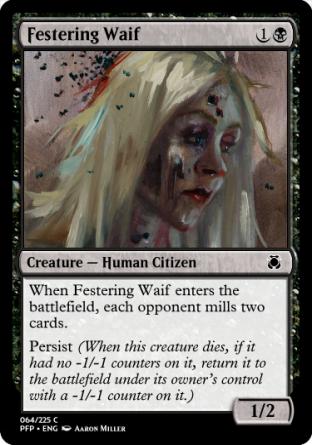 Festering Waif 1
Creature — Human Citizen
When Festering Waif enters the
battlefield, each opponent mills two
cards.
Persist (When this creature dies, if it
had no -1/-1 counters on it, return it to
the battlefield under its owner's control
with a -1/-1 counter on it.)
1/2
064/225 C
PFP • ENG Aaron Miller